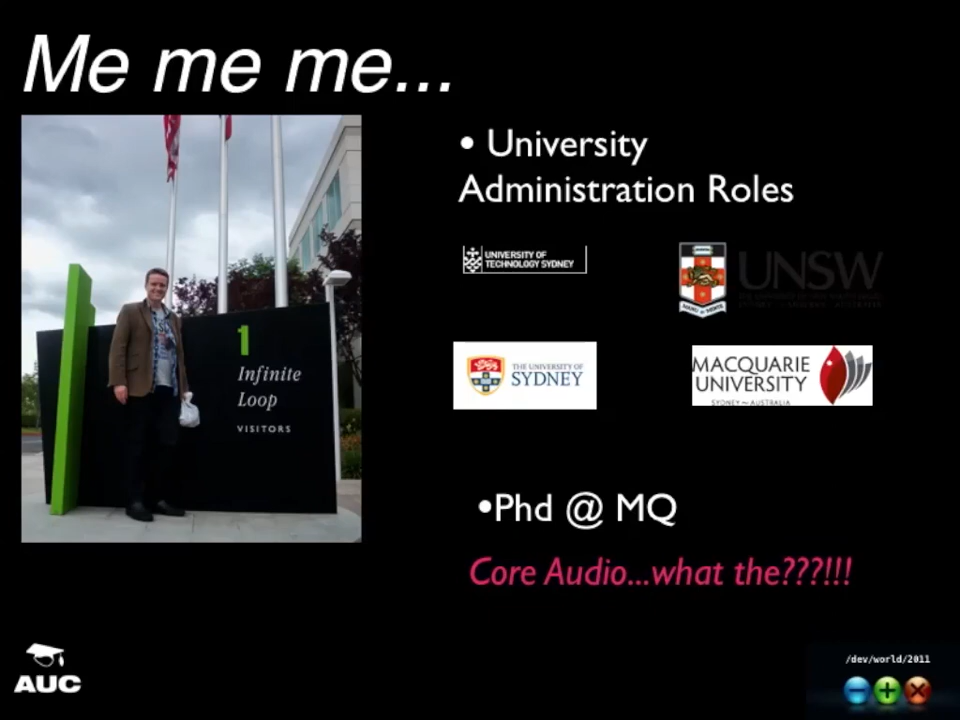 Me me me...
• University
Administration Roles
UNIVERSITY OF
TECHNOLOGY SYDNEY
UNSW
THE UNIVERSITY OF
SYDNEY
MACQUARIE
UNIVERSITY
SYDNEY ~ AUSTRALIA
1
Infinite
Loop
VISITORS
•Phd @ MQ
Core Audio...what the???!!!
AUC
/dev/world/2011